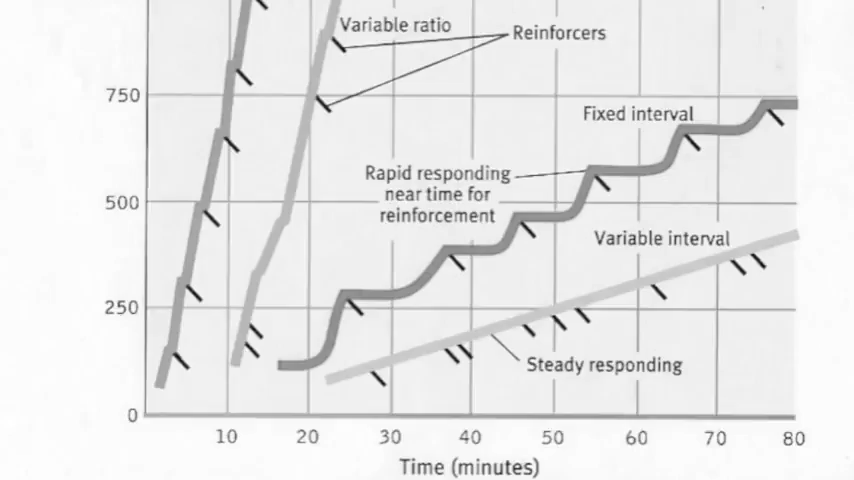 Variable ratio
Reinforcers
750
Fixed interval
Rapid responding
near time for
reinforcement
500
Variable interval
250
Steady responding
0
10 20 30 40 50 60 70 80
Time (minutes)